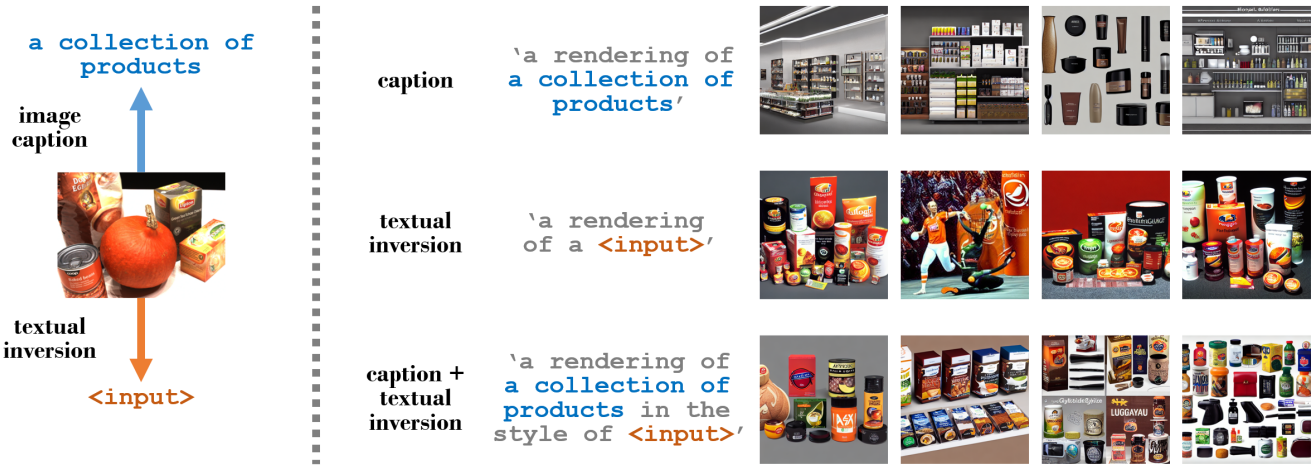 a collection of
products
image
caption
textual
inversion
<input>
caption
‘a rendering of
a collection of
products’
textual
inversion
‘a rendering
of a <input>’
caption +
textual
inversion
‘a rendering of
a collection of
products in the
style of <input>’
LUGGAYAU